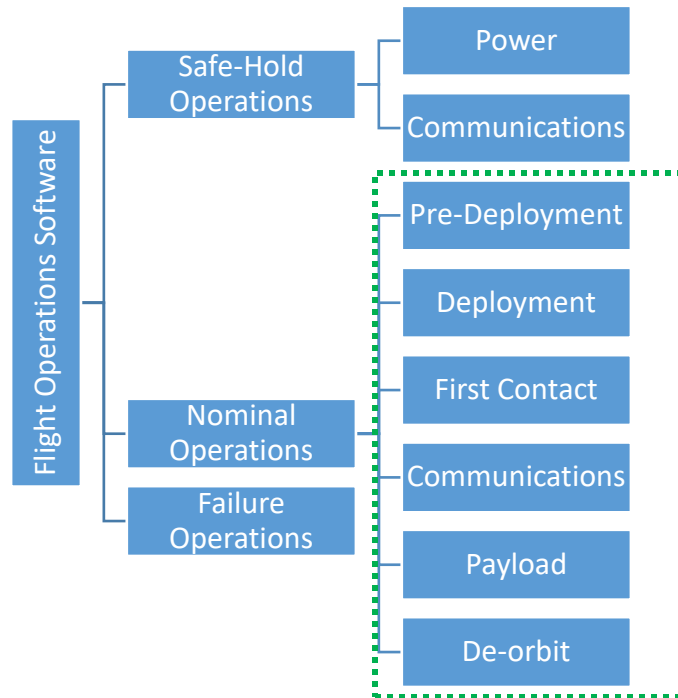 Flight Operations Software
Safe-Hold
Operations
Power
Communications
Nominal
Operations
Pre-Deployment
Deployment
First Contact
Communications
Payload
De-orbit
Failure
Operations